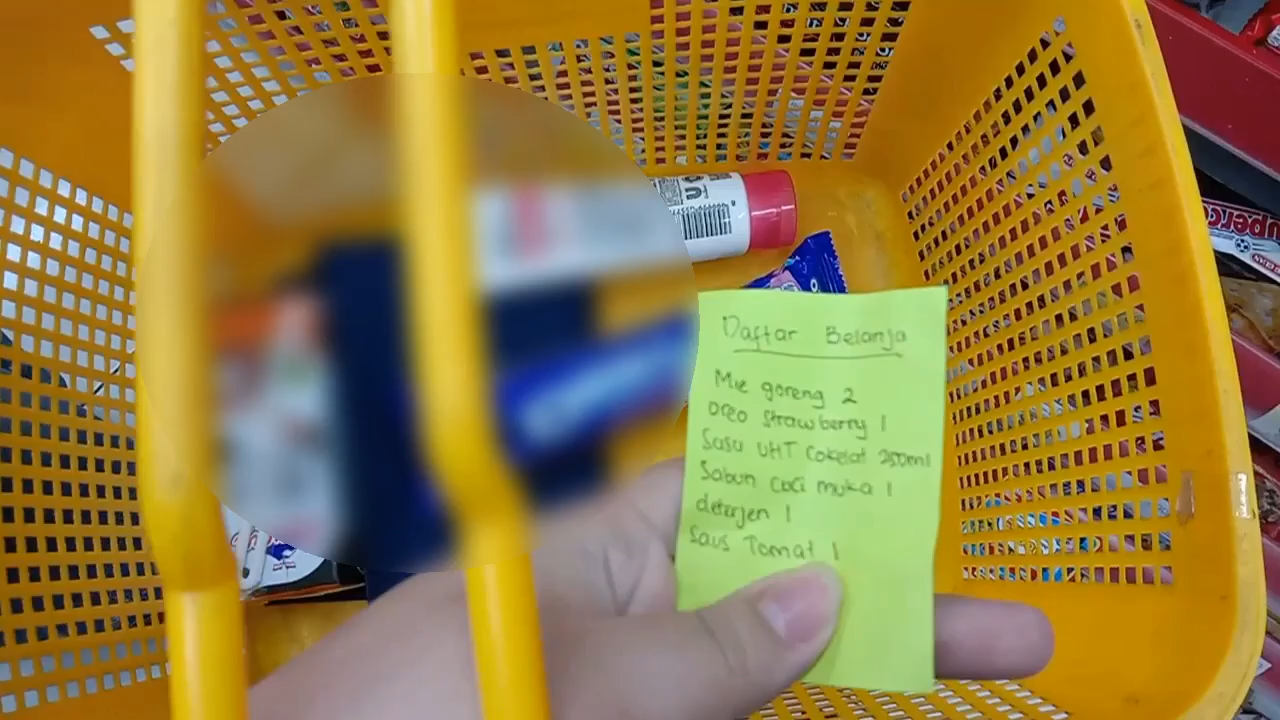 Daftar Belanja
Mie goreng 2
Oreo strawberry 1
Susu UHT Cokelat 250ml
Sabun cuci muka 1
deterjen 1
Saus Tomat 1